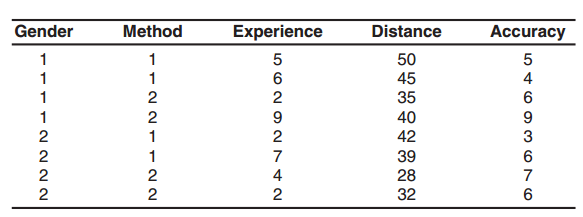 Gender Method Experience Distance Accuracy
1 1 5 50 5
1 1 6 45 4
1 2 2 35 6
1 2 9 40 9
2 1 2 42 3
2 1 7 39 6
2 2 4 28 7
2 2 2 32 6